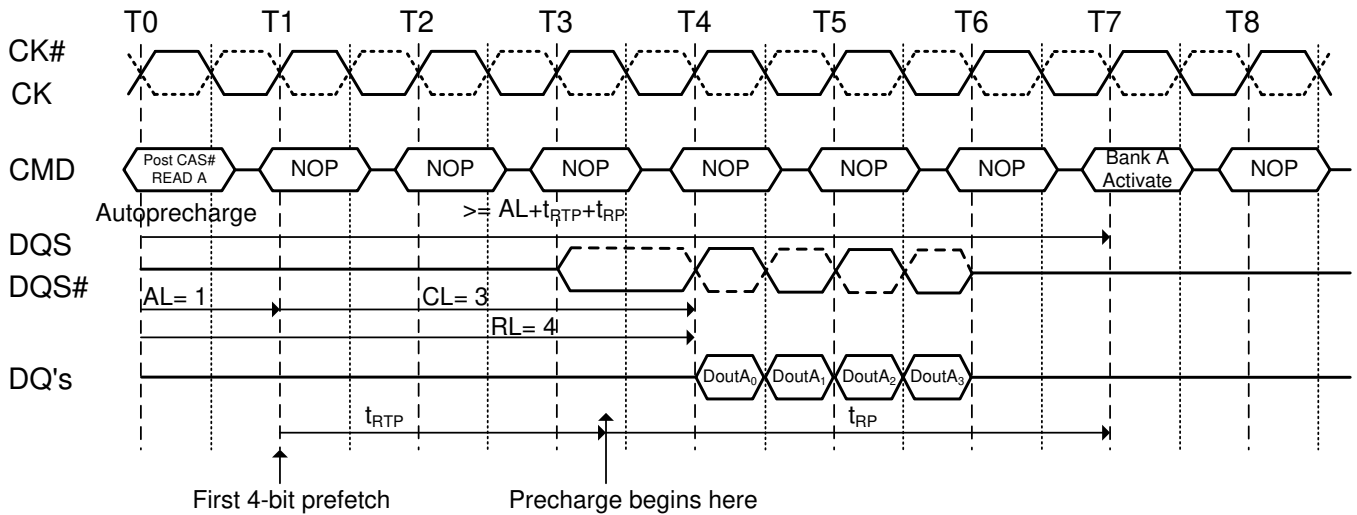 T0 T1 T2 T3 T4 T5 T6 T7 T8
CK#
CK
CMD
Post CAS#
READ A
NOP NOP NOP NOP NOP NOP
Bank A
Activate
NOP
Autoprecharge
>= AL+tRTP+tRP
DQS
DQS#
AL= 1
CL= 3
RL= 4
DQ's
DoutA0 DoutA1 DoutA2 DoutA3
tRTP
tRP
First 4-bit prefetch
Precharge begins here